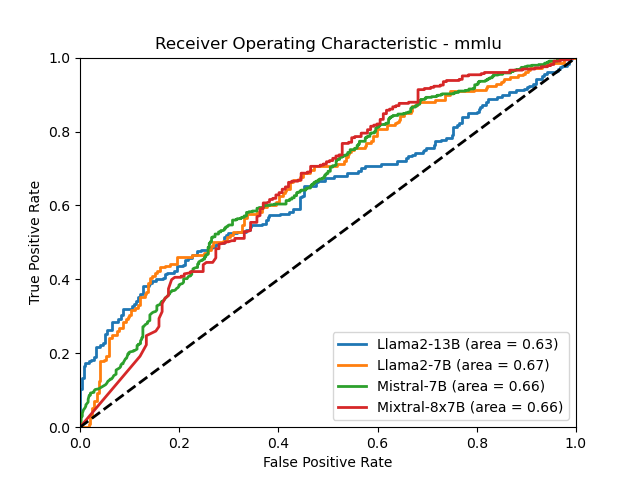 Receiver Operating Characteristic - mmlu
True Positive Rate
1.0
0.8
0.6
0.4
0.2
0.0
0.0 0.2 0.4 0.6 0.8 1.0
False Positive Rate
Llama2-13B (area = 0.63)
Llama2-7B (area = 0.67)
Mistral-7B (area = 0.66)
Mixtral-8x7B (area = 0.66)